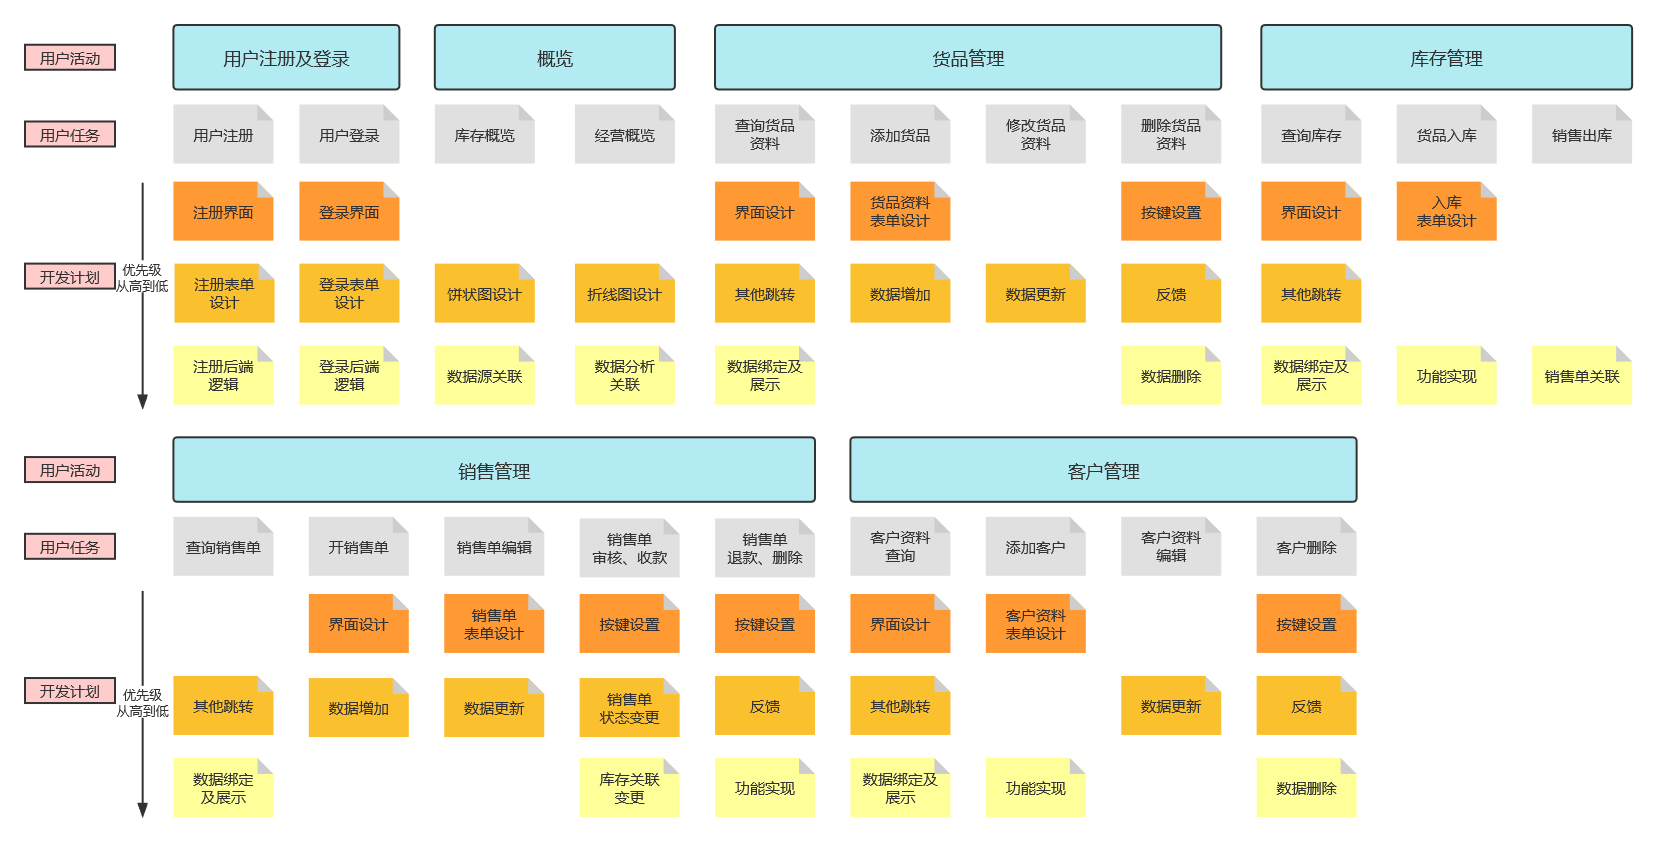 用户活动
用户注册及登录
概览
货品管理
库存管理
用户任务
用户注册
用户登录
库存概览
经营概览
查询货品
资料
添加货品
修改货品
资料
删除货品
资料
查询库存
货品入库
销售出库
注册界面
登录界面
界面设计
货品资料
表单设计
按键设置
界面设计
入库
表单设计
开发计划
优先级
从高到低
注册表单
设计
登录表单
设计
饼状图设计
折线图设计
其他跳转
数据增加
数据更新
反馈
其他跳转
注册后端
逻辑
登录后端
逻辑
数据源关联
数据分析
关联
数据绑定及
展示
数据删除
数据绑定及
展示
功能实现
销售单关联
用户活动
销售管理
客户管理
用户任务
查询销售单
开销售单
销售单编辑
销售单
审核、收款
销售单
退款、删除
客户资料
查询
添加客户
客户资料
编辑
客户删除
界面设计
销售单
表单设计
按键设置
按键设置
界面设计
客户资料
表单设计
按键设置
开发计划
优先级
从高到低
其他跳转
数据增加
数据更新
销售单
状态变更
反馈
其他跳转
数据更新
反馈
数据绑定
及展示
库存关联
变更
功能实现
数据绑定及
展示
功能实现
数据删除